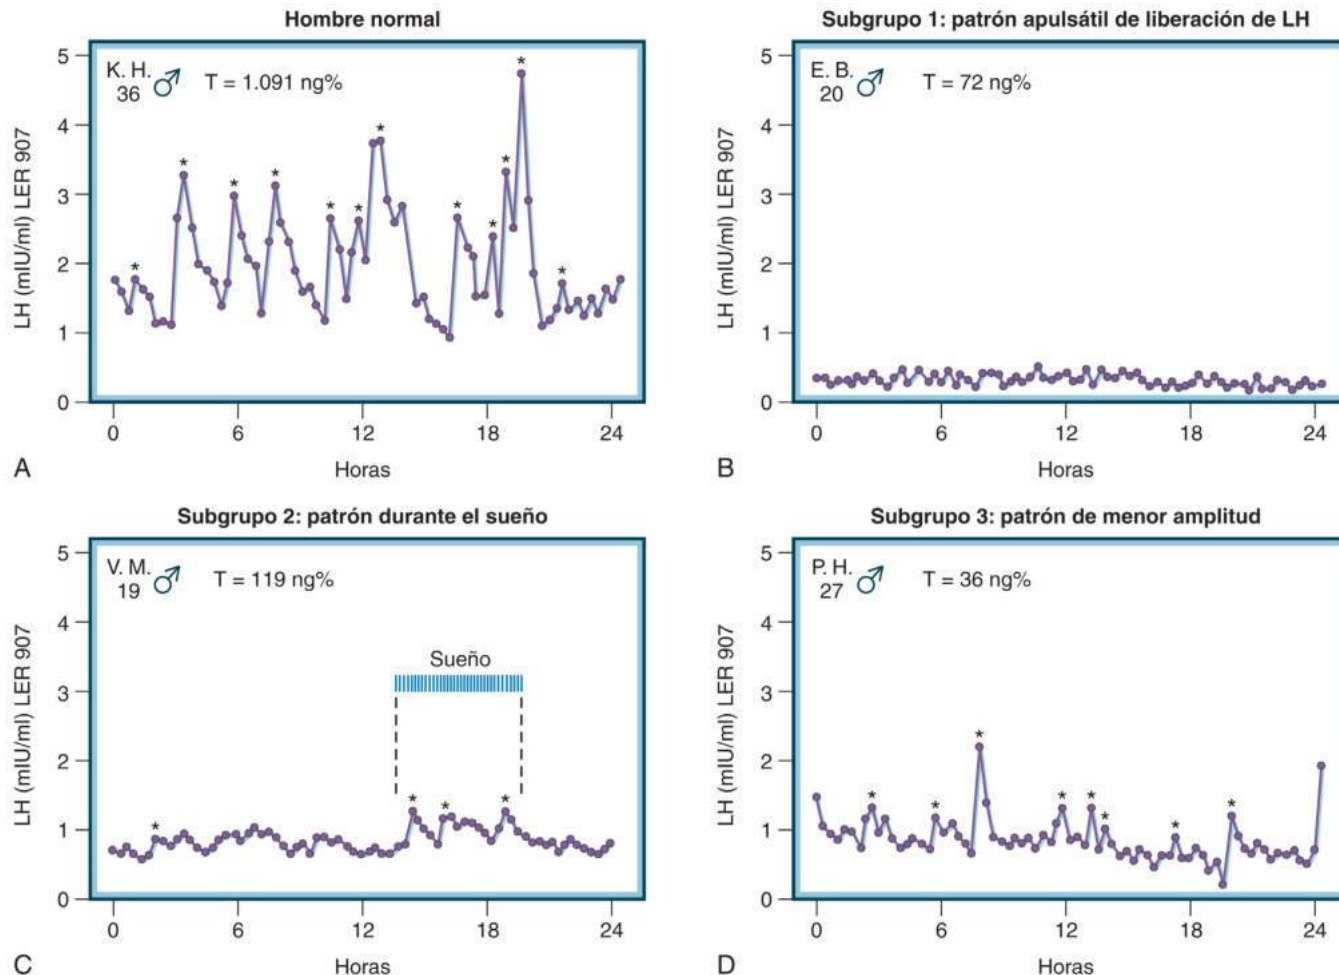 Hombre normal
K. H.
36 ♂ T = 1.091 ng%
LH (mIU/ml) LER 907
5
4
3
2
1
0
* * * * * * * * * * * *
0 6 12 18 24
Horas
A
Subgrupo 1: patrón apulsátil de liberación de LH
E. B.
20 ♂ T = 72 ng%
LH (mIU/ml) LER 907
5
4
3
2
1
0
0 6 12 18 24
Horas
B
Subgrupo 2: patrón durante el sueño
V. M.
19 ♂ T = 119 ng%
LH (mIU/ml) LER 907
5
4
3
2
1
0
Sueño
* * * *
0 6 12 18 24
Horas
C
Subgrupo 3: patrón de menor amplitud
P. H.
27 ♂ T = 36 ng%
LH (mIU/ml) LER 907
5
4
3
2
1
0
* * * * * * * *
0 6 12 18 24
Horas
D